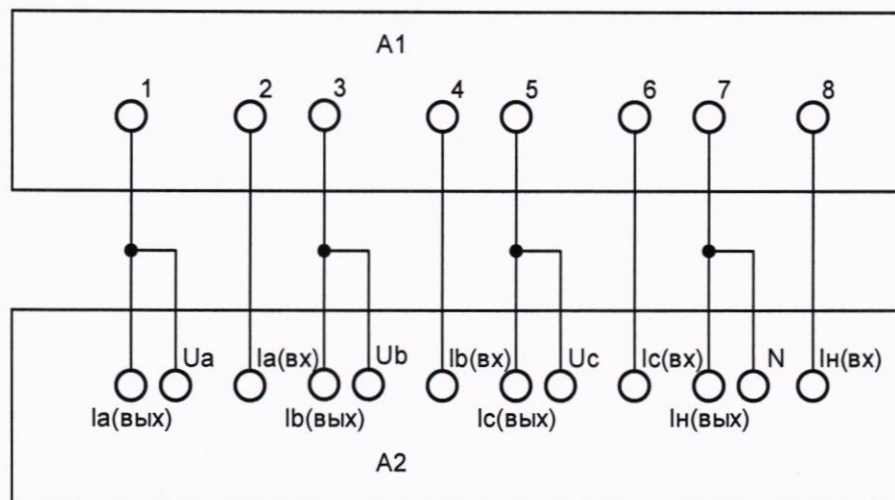 A1
1 2 3 4 5 6 7 8
Ua Ia(вх) Ub Ib(вх) Uc Ic(вх) N Iн(вх)
Ia(вых) Ib(вых) Ic(вых) Iн(вых)
A2